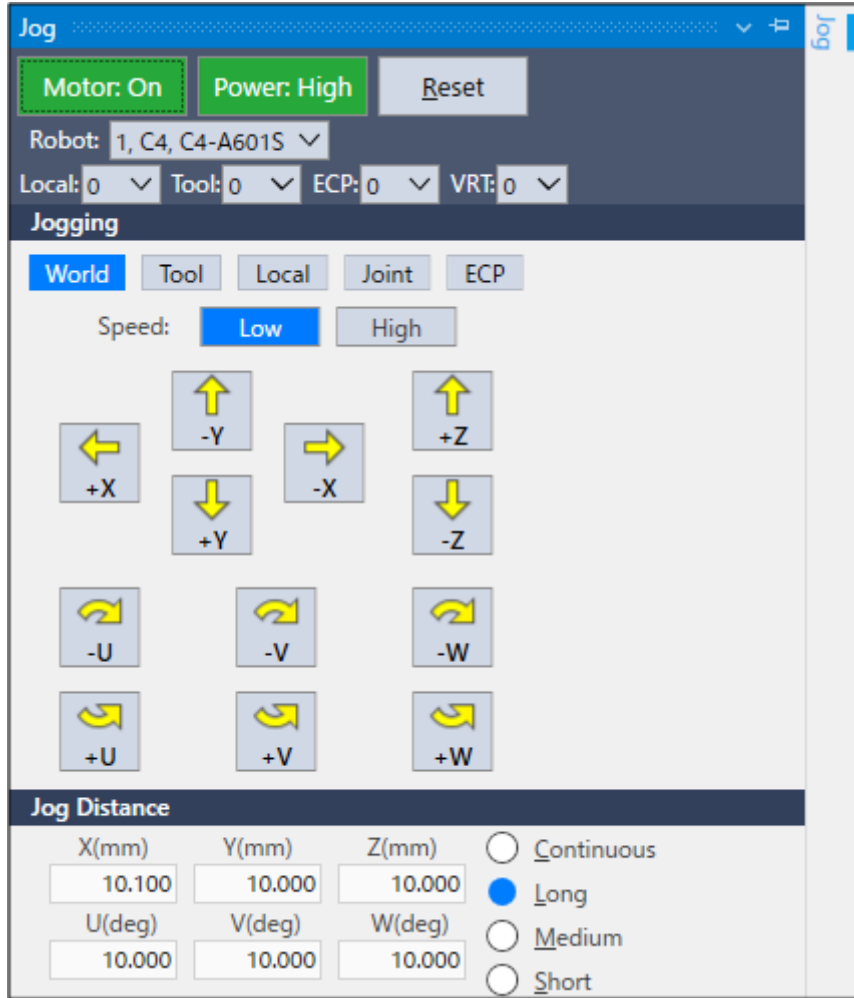 Jog
Jog
Motor: On Power: High Reset
Robot: 1, C4, C4-A601S
Local: 0 Tool: 0 ECP: 0 VRT: 0
Jogging
World Tool Local Joint ECP
Speed: Low High
-Y +Z
+X -X
+Y -Z
-U -V -W
+U +V +W
Jog Distance
X(mm) Y(mm) Z(mm) Continuous
10.100 10.000 10.000 Long
U(deg) V(deg) W(deg) Medium
10.000 10.000 10.000 Short